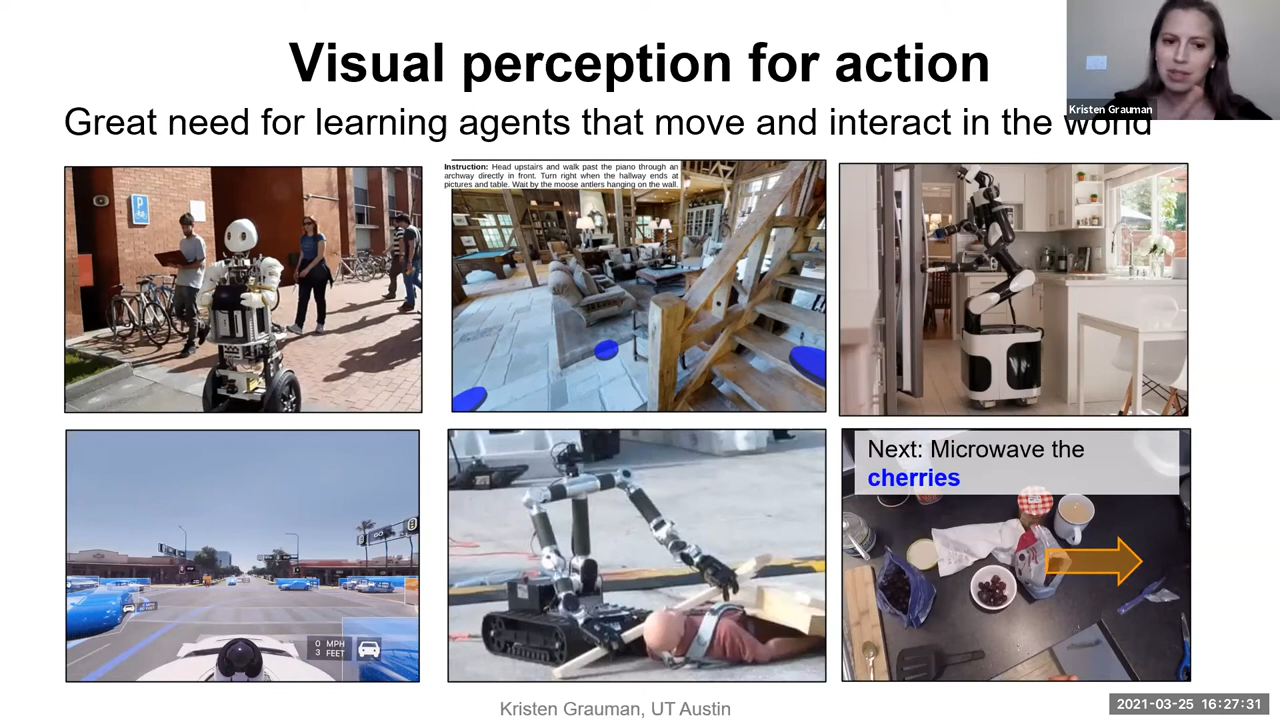 Visual perception for action
Kristen Grauman
Great need for learning agents that move and interact in the world
Instruction: Head upstairs and walk past the piano through an
archway directly in front. Turn right when the hallway ends at
pictures and table. Wait by the moose antlers hanging on the wall.
P
Next: Microwave the
cherries
GO
0 MPH
3 FEET
Kristen Grauman, UT Austin
2021-03-25 16:27:31